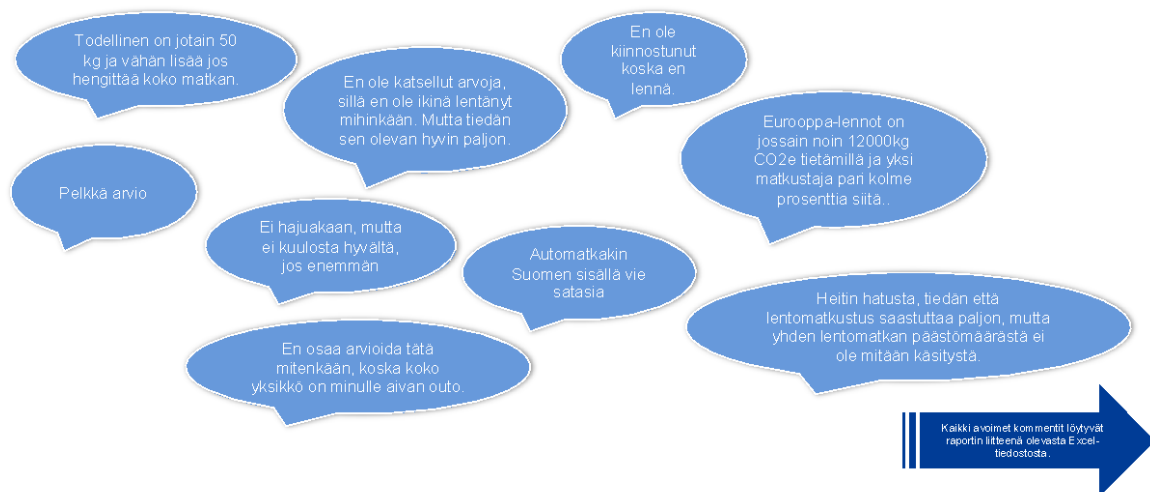 Todellinen on jotain 50
kg ja vähän lisää jos
hengittää koko matkan.
En ole katsellut arvoja,
sillä en ole ikinä lentänyt
mihinkään. Mutta tiedän
sen olevan hyvin paljon.
En ole
kiinnostunut
koska en
lennä.
Eurooppa-lennot on
jossain noin 12000kg
CO2e tietämillä ja yksi
matkustaja pari kolme
prosenttia siitä..
Pelkkä arvio
Ei hajuakaan, mutta
ei kuulosta hyvältä,
jos enemmän
Automatkakin
Suomen sisällä vie
satasia
Heitin hatusta, tiedän että
lentomatkustus saastuttaa paljon, mutta
yhden lentomatkan päästömäärästä ei
ole mitään käsitystä.
En osaa arvioida tätä
mitenkään, koska koko
yksikkö on minulle aivan outo.
Kaikki avoimet kommentit löytyvät
raportin liitteenä olevasta Excel-
tiedostosta.